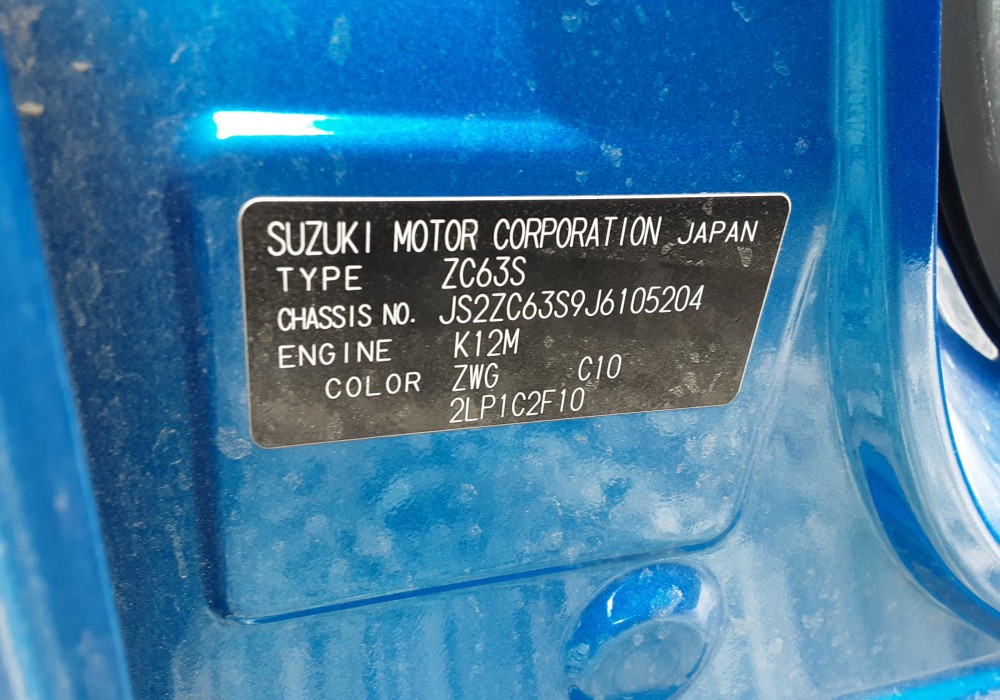 SUZUKI MOTOR CORPORATION JAPAN
TYPE ZC63S
CHASSIS NO. JS2ZC63S9J6105204
ENGINE K12M
COLOR ZWG C10
2LP1C2F10